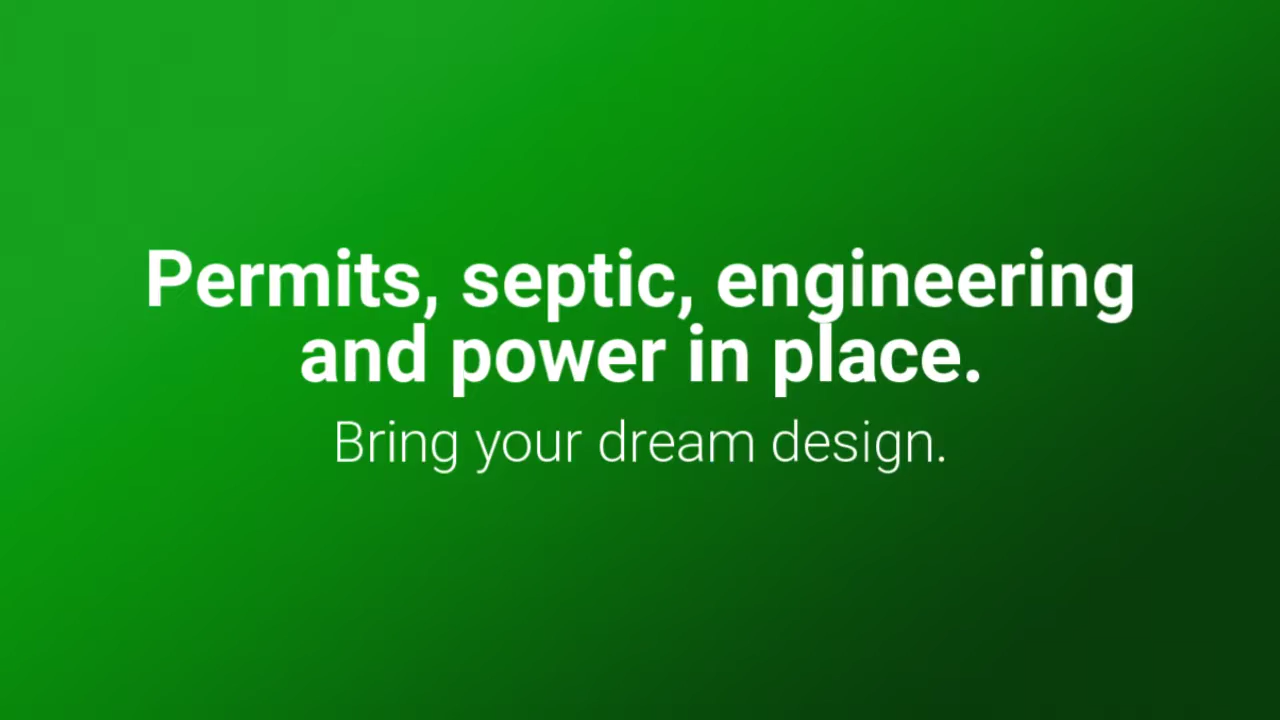 Permits, septic, engineering
and power in place.
Bring your dream design.